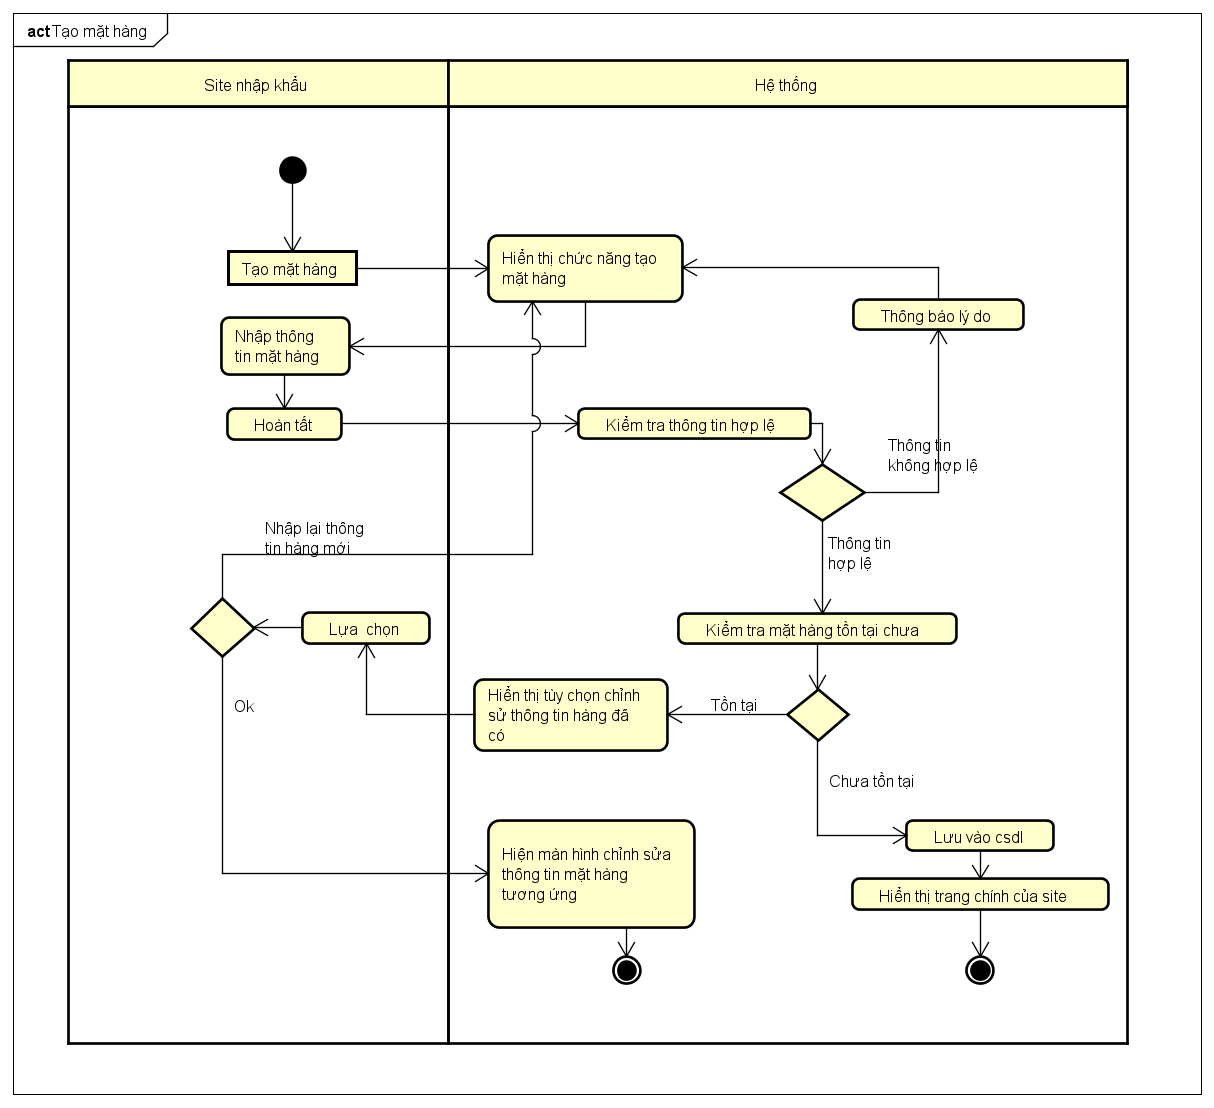 act Tạo mặt hàng
Site nhập khẩu
Hệ thống
Tạo mặt hàng
Hiển thị chức năng tạo
mặt hàng
Thông báo lý do
Nhập thông
tin mặt hàng
Hoàn tất
Kiểm tra thông tin hợp lệ
Thông tin
không hợp lệ
Nhập lại thông
tin hàng mới
Thông tin
hợp lệ
Lựa chọn
Kiểm tra mặt hàng tồn tại chưa
Ok
Hiển thị tùy chọn chỉnh
sử thông tin hàng đã
có
Tồn tại
Chưa tồn tại
Hiện màn hình chỉnh sửa
thông tin mặt hàng
tương ứng
Lưu vào csdl
Hiển thị trang chính của site